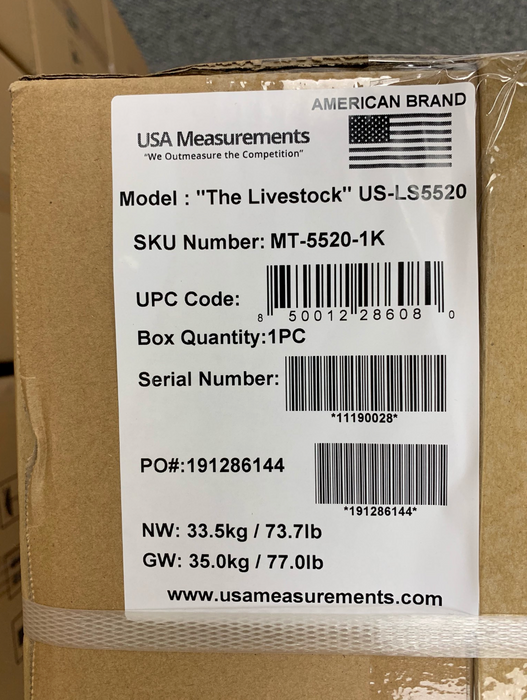 AMERICAN BRAND
USA Measurements
"We Outmeasure the Competition"
Model : "The Livestock" US-LS5520
SKU Number: MT-5520-1K
UPC Code:
8 50012 28608 0
Box Quantity:1PC
Serial Number:
*11190028*
PO#:191286144
*191286144*
NW: 33.5kg / 73.7lb
GW: 35.0kg / 77.0lb
www.usameasurements.com